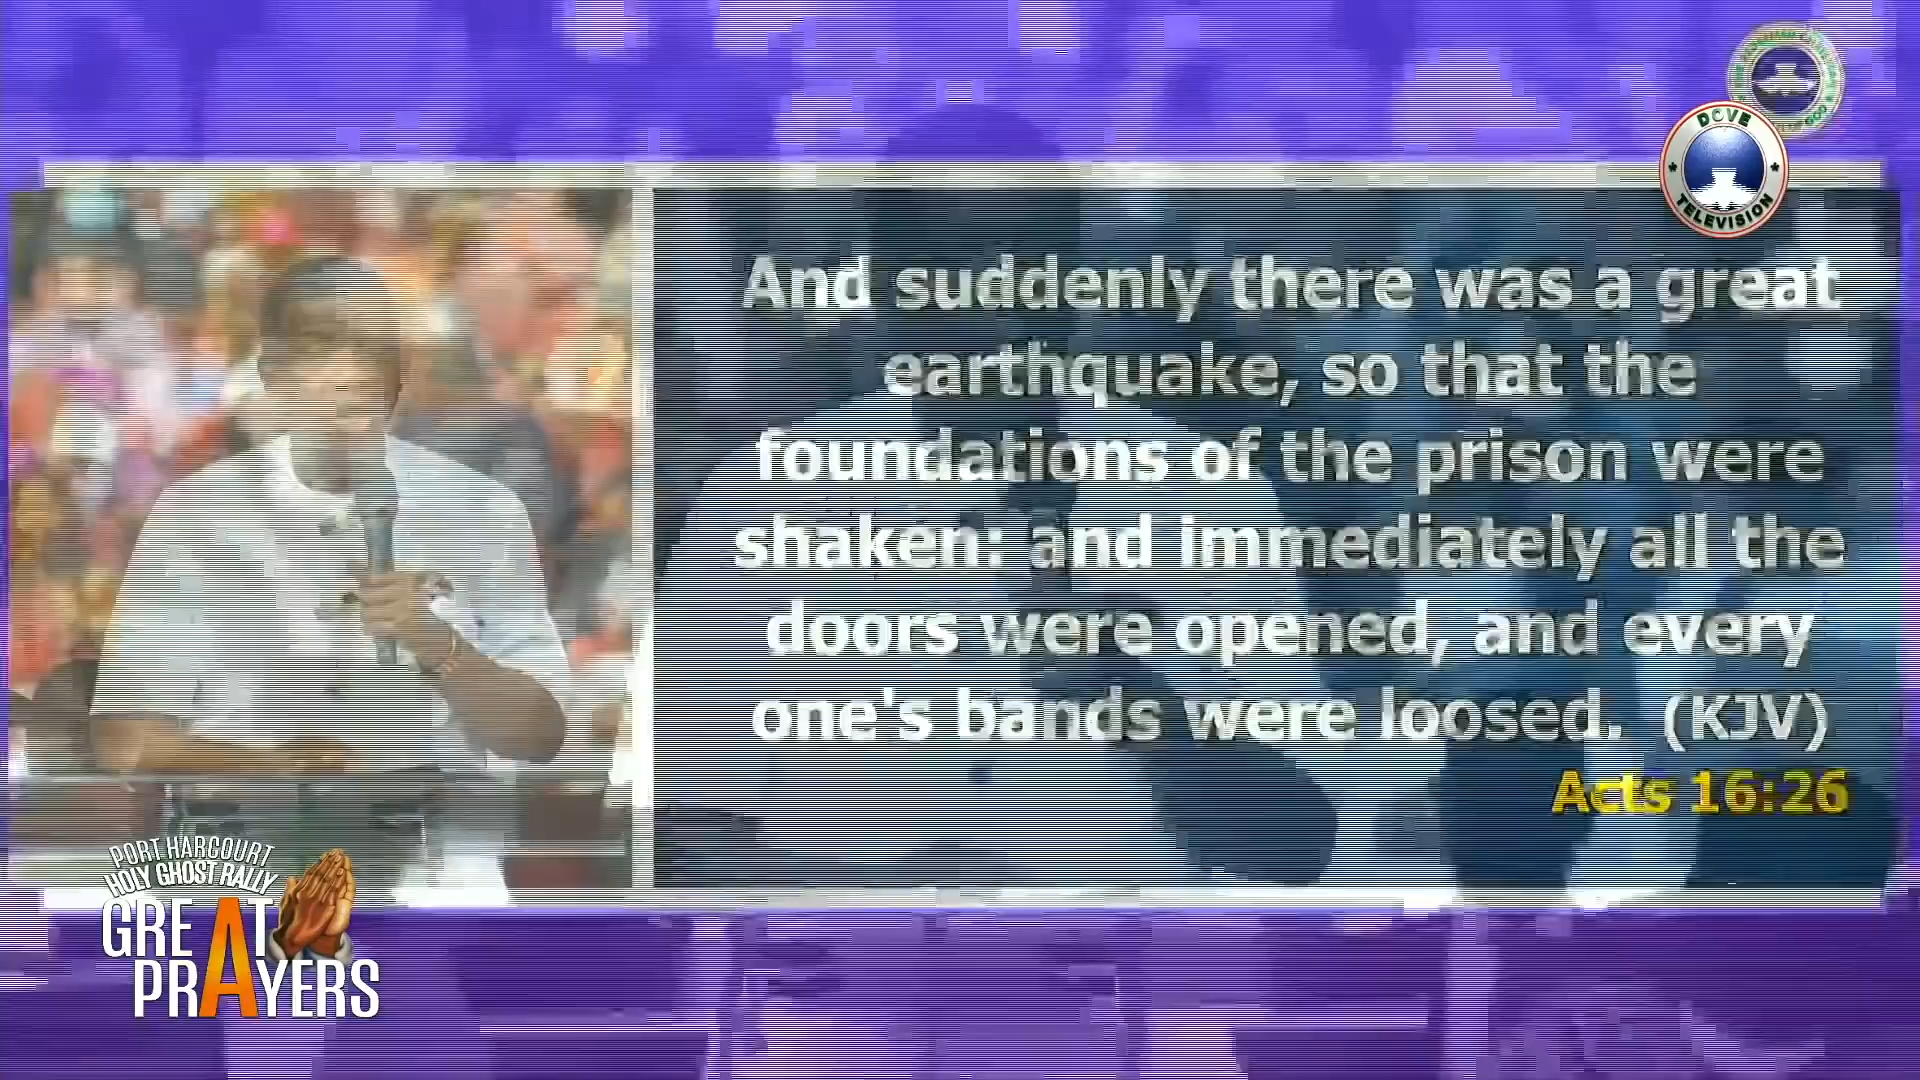 DOVE
TELEVISION
And suddenly there was a great
earthquake, so that the
foundations of the prison were
shaken: and immediately all the
doors were opened, and every
one's bands were loosed. (KJV)
Acts 16:26
PORT HARCOURT
HOLY GHOST RALLY
GREAT
PRAYERS